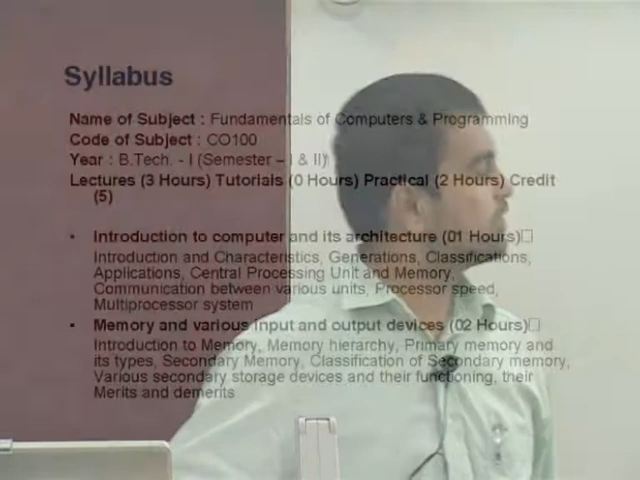 Syllabus
Name of Subject : Fundamentals of Computers & Programming
Code of Subject : CO100
Year : B.Tech. - I (Semester – I & II)
Lectures (3 Hours) Tutorials (0 Hours) Practical (2 Hours) Credit
(5)
• Introduction to computer and its architecture (01 Hours)
Introduction and Characteristics, Generations, Classifications,
Applications, Central Processing Unit and Memory,
Communication between various units, Processor speed,
Multiprocessor system
• Memory and various input and output devices (02 Hours)
Introduction to Memory, Memory hierarchy, Primary memory and
its types, Secondary Memory, Classification of Secondary memory,
Various secondary storage devices and their functioning, their
Merits and demerits